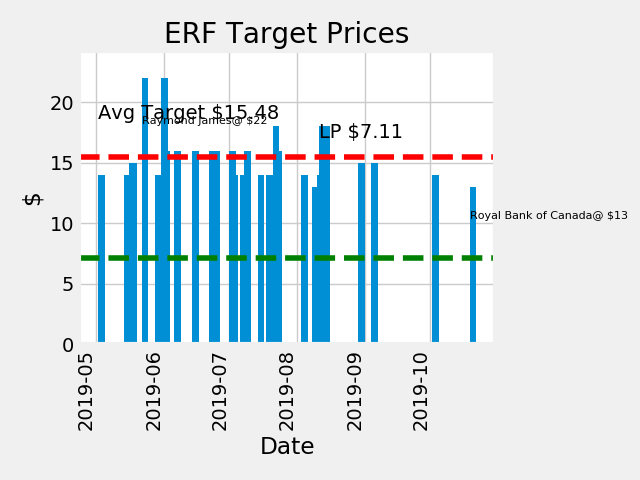 ERF Target Prices
Avg Target $15.48
Raymond James@ $22
LP $7.11
Royal Bank of Canada@ $13
$
20
15
10
5
0
2019-05
2019-06
2019-07
2019-08
2019-09
2019-10
Date